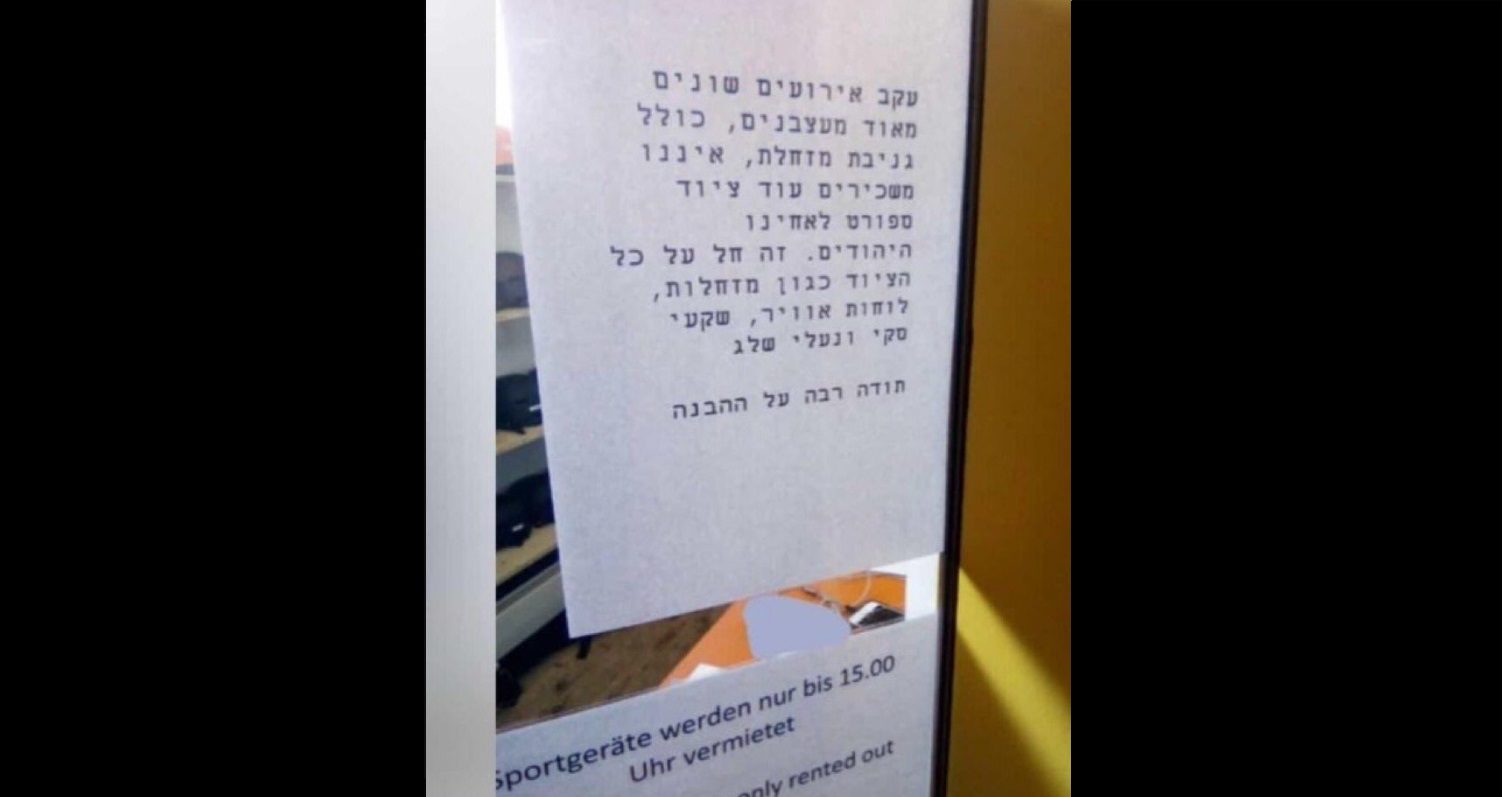 עקב אירועים שונים
מאוד מעצבנים, כולל
גניבת מזחלת, איננו
משכירים עוד ציוד
ספורט לאחינו
היהודים. זה חל על כל
הציוד כגון מזחלות,
לוחות אוויר, שקעי
סקי ונעלי שלג
תודה רבה על ההבנה
Sportgeräte werden nur bis 15.00
Uhr vermietet
only rented out